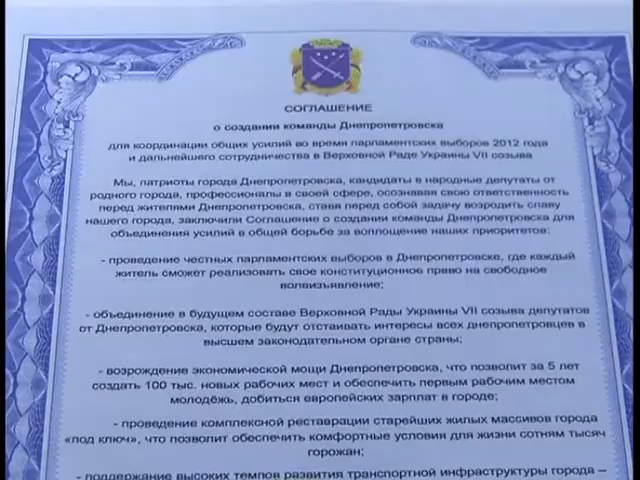 СОГЛАШЕНИЕ
о создании команды Днепропетровска
для координации общих усилий во время парламентских выборов 2012 года
и дальнейшего сотрудничества в Верховной Раде Украины VII созыва
Мы, патриоты города Днепропетровска, кандидаты в народные депутаты от
родного города, профессионалы в своей сфере, осознавая свою ответственность
перед жителями Днепропетровска, ставя перед собой задачу возродить славу
нашего города, заключили Соглашение о создании команды Днепропетровска для
объединения усилий в общей борьбе за воплощение наших приоритетов:
- проведение честных парламентских выборов в Днепропетровске, где каждый
житель сможет реализовать свое конституционное право на свободное
волеизъявление;
- объединение в будущем составе Верховной Рады Украины VII созыва депутатов
от Днепропетровска, которые будут отстаивать интересы всех днепропетровцев в
высшем законодательном органе страны;
- возрождение экономической мощи Днепропетровска, что позволит за 5 лет
создать 100 тыс. новых рабочих мест и обеспечить первым рабочим местом
молодёжь, добиться европейских зарплат в городе;
- проведение комплексной реставрации старейших жилых массивов города
«под ключ», что позволит обеспечить комфортные условия для жизни сотням тысяч
горожан;
- поддержание высоких темпов развития транспортной инфраструктуры города –